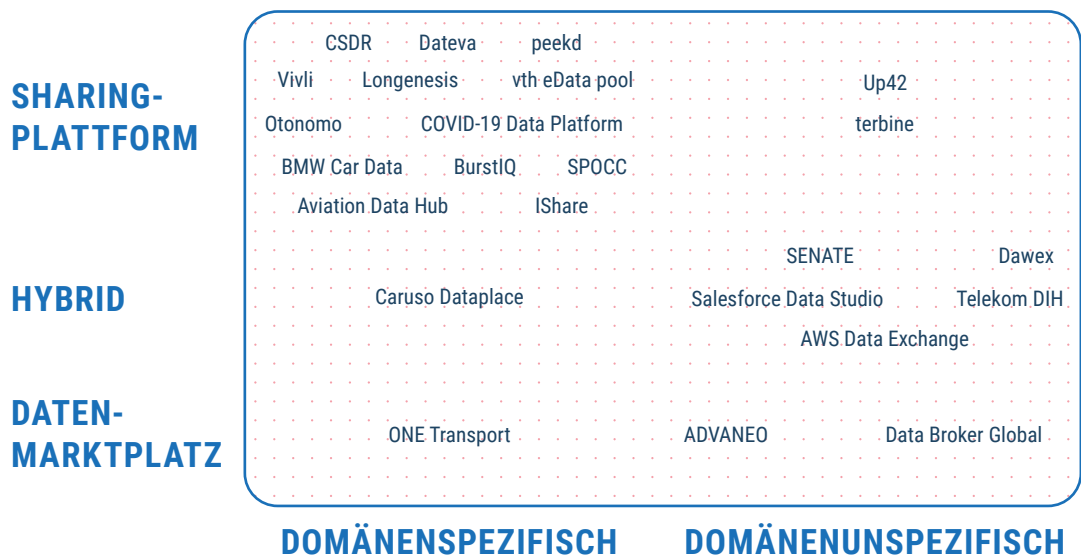 CSDR Dateva peekd
Vivli Longenesis vth eData pool Up42
SHARING-
PLATTFORM
Otonomo COVID-19 Data Platform terbine
BMW Car Data BurstIQ SPOCC
Aviation Data Hub IShare
SENATE Dawex
HYBRID
Caruso Dataplace Salesforce Data Studio Telekom DIH
AWS Data Exchange
DATEN-
MARKTPLATZ
ONE Transport ADVANEO Data Broker Global
DOMÄNENSPEZIFISCH DOMÄNENUNSPEZIFISCH